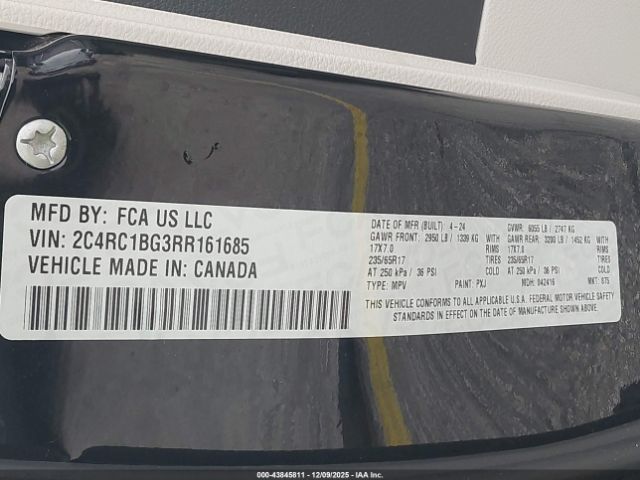 MFD BY: FCA US LLC
VIN: 2C4RC1BG3RR161685
VEHICLE MADE IN: CANADA
DATE OF MFR (BUILT) 4-24 GVWR: 6055 LB / 2747 KG
GAWR FRONT: 2950 LB / 1339 KG GAWR REAR: 3200 LB / 1452 KG
17X7.0 RIMS 17X7.0 RIMS
235/65R17 TIRES 235/65R17 TIRES
AT 250 kPa / 36 PSI COLD AT 250 kPa / 36 PSI COLD
TYPE: MPV PAINT: PXJ MDH: 042416 MKT: 675
THIS VEHICLE CONFORMS TO ALL APPLICABLE U.S.A. FEDERAL MOTOR VEHICLE SAFETY
STANDARDS IN EFFECT ON THE DATE OF MANUFACTURE SHOWN ABOVE.
000-43845811 - 12/09/2025 - IAA Inc.